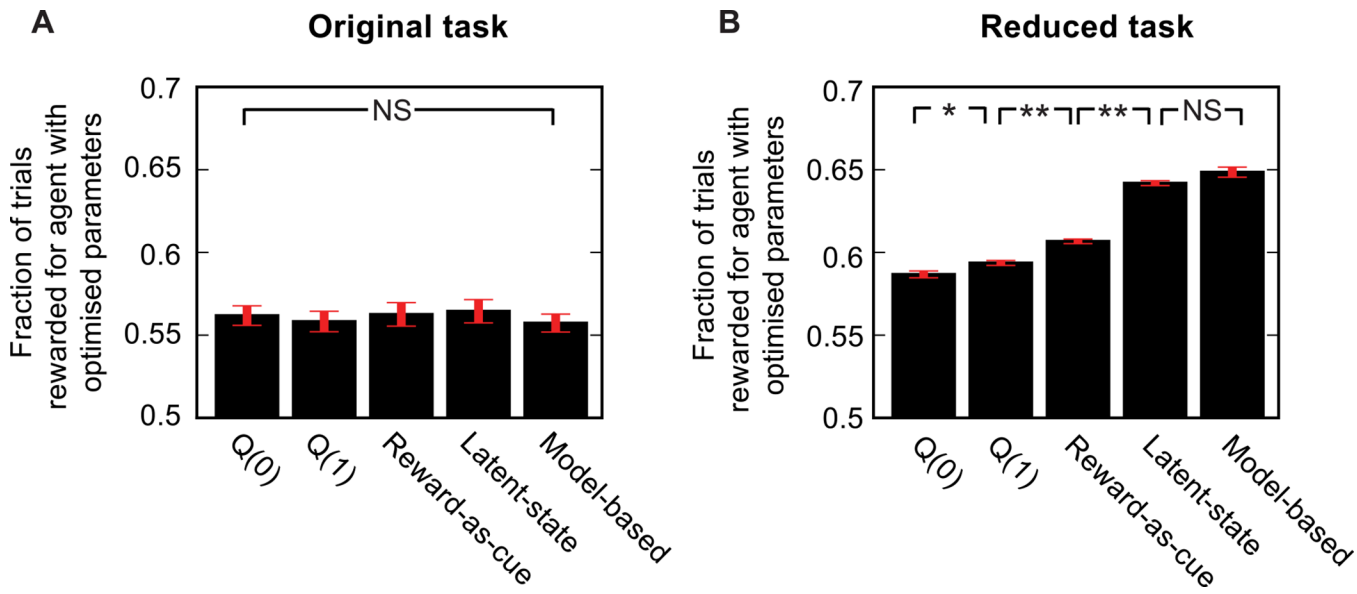 A
Original task
Fraction of trials
rewarded for agent with
optimised parameters
0.7
0.65
0.6
0.55
0.5
NS
Q(0)
Q(1)
Reward-as-cue
Latent-state
Model-based
B
Reduced task
Fraction of trials
rewarded for agent with
optimised parameters
0.7
0.65
0.6
0.55
0.5
*
**
**
NS
Q(0)
Q(1)
Reward-as-cue
Latent-state
Model-based